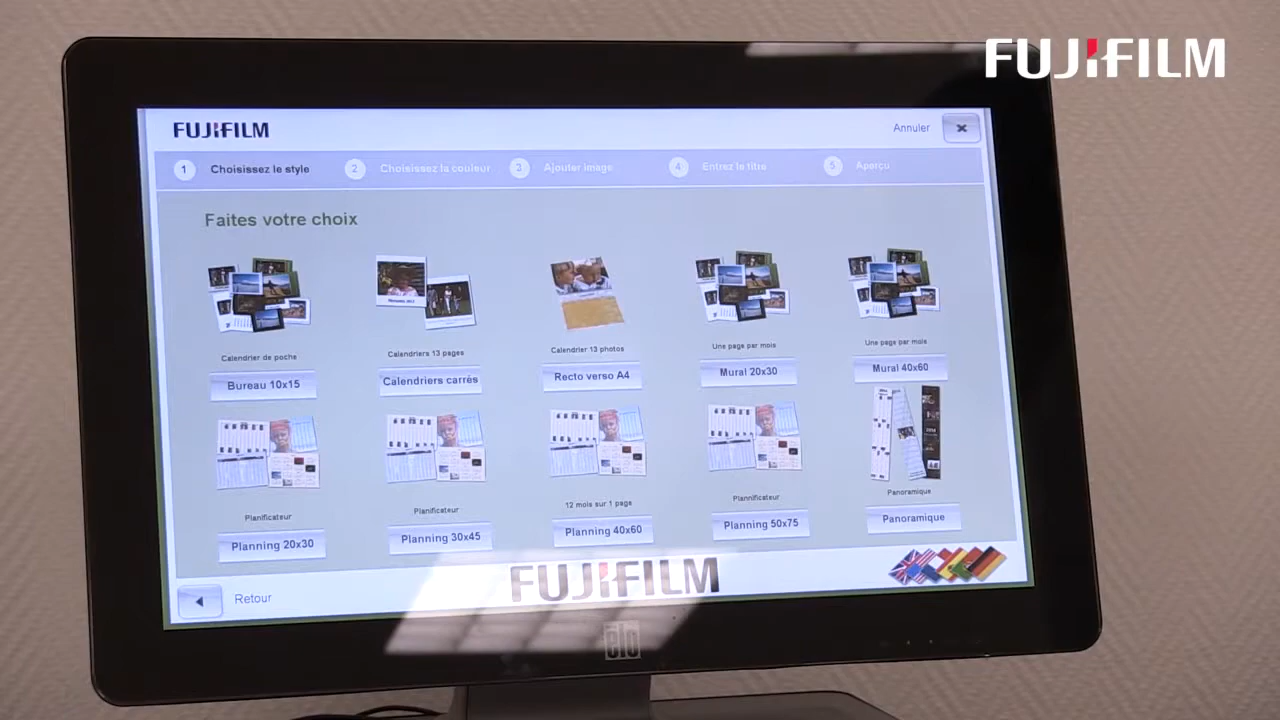 FUJIFILM
FUJIFILM
Annuler
1 Choisissez le style
2 Choisissez la couleur
3 Ajouter image
4 Entrez le titre
5 Aperçu
Faites votre choix
Calendrier de poche
Bureau 10x15
Calendriers 13 pages
Calendriers carrés
Calendrier 13 photos
Recto verso A4
Une page par mois
Mural 20x30
Une page par mois
Mural 40x60
Planificateur
Planning 20x30
Planificateur
Planning 30x45
12 mois sur 1 page
Planning 40x60
Plannificateur
Planning 50x75
Panoramique
Panoramique
Retour
FUJIFILM
elo